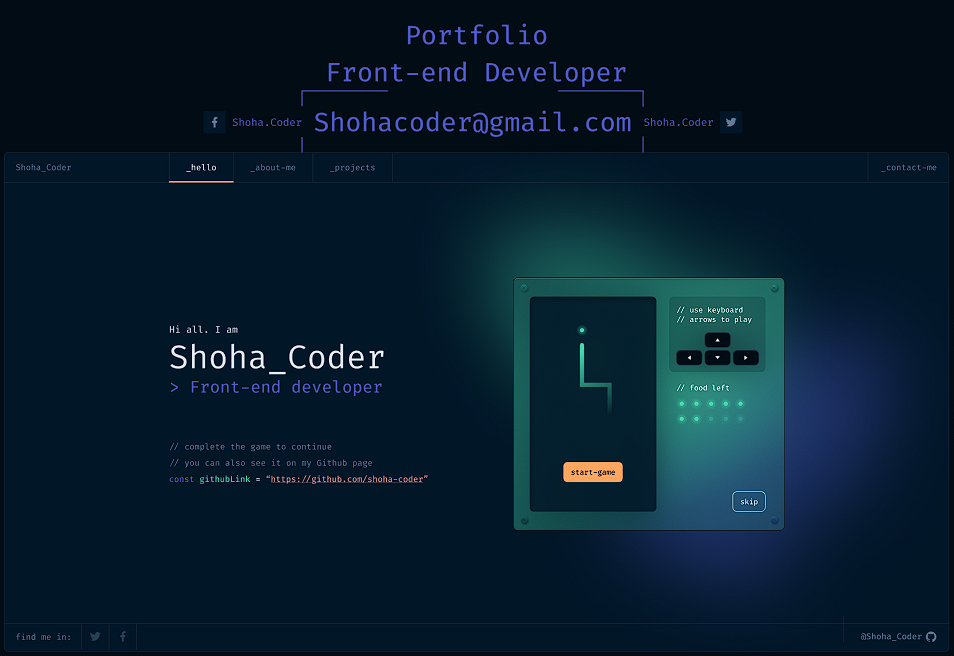 Portfolio
Front-end Developer
Shoha.Coder Shohacoder@gmail.com Shoha.Coder
Shoha_Coder _hello _about-me _projects _contact-me
// use keyboard
// arrows to play
Hi all. I am
Shoha_Coder
> Front-end developer
// food left
// complete the game to continue
// you can also see it on my Github page
const githubLink = “https://github.com/shoha-coder”
start-game
skip
find me in: @Shoha_Coder